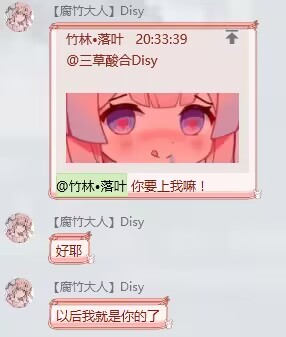 【腐竹大人】Disy
竹林•落叶 20:33:39
@三草酸合Disy
@竹林•落叶 你要上我嘛！
【腐竹大人】Disy
好耶
【腐竹大人】Disy
以后我就是你的了